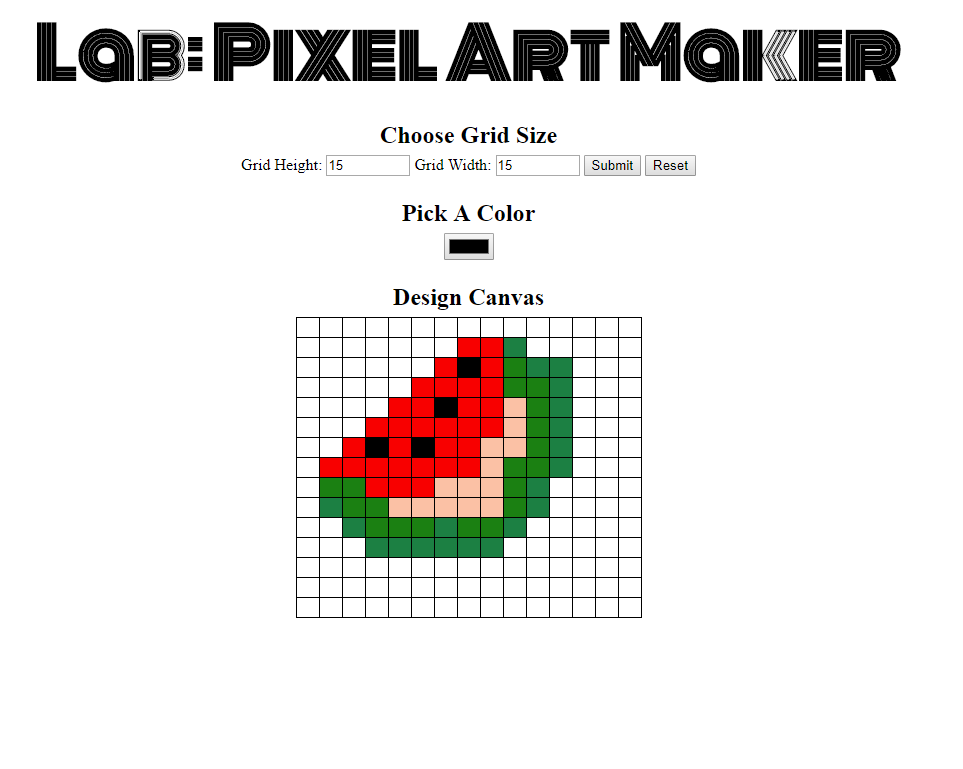 Lab: Pixel Art Maker
Choose Grid Size
Grid Height: 15 Grid Width: 15 Submit Reset
Pick A Color
Design Canvas